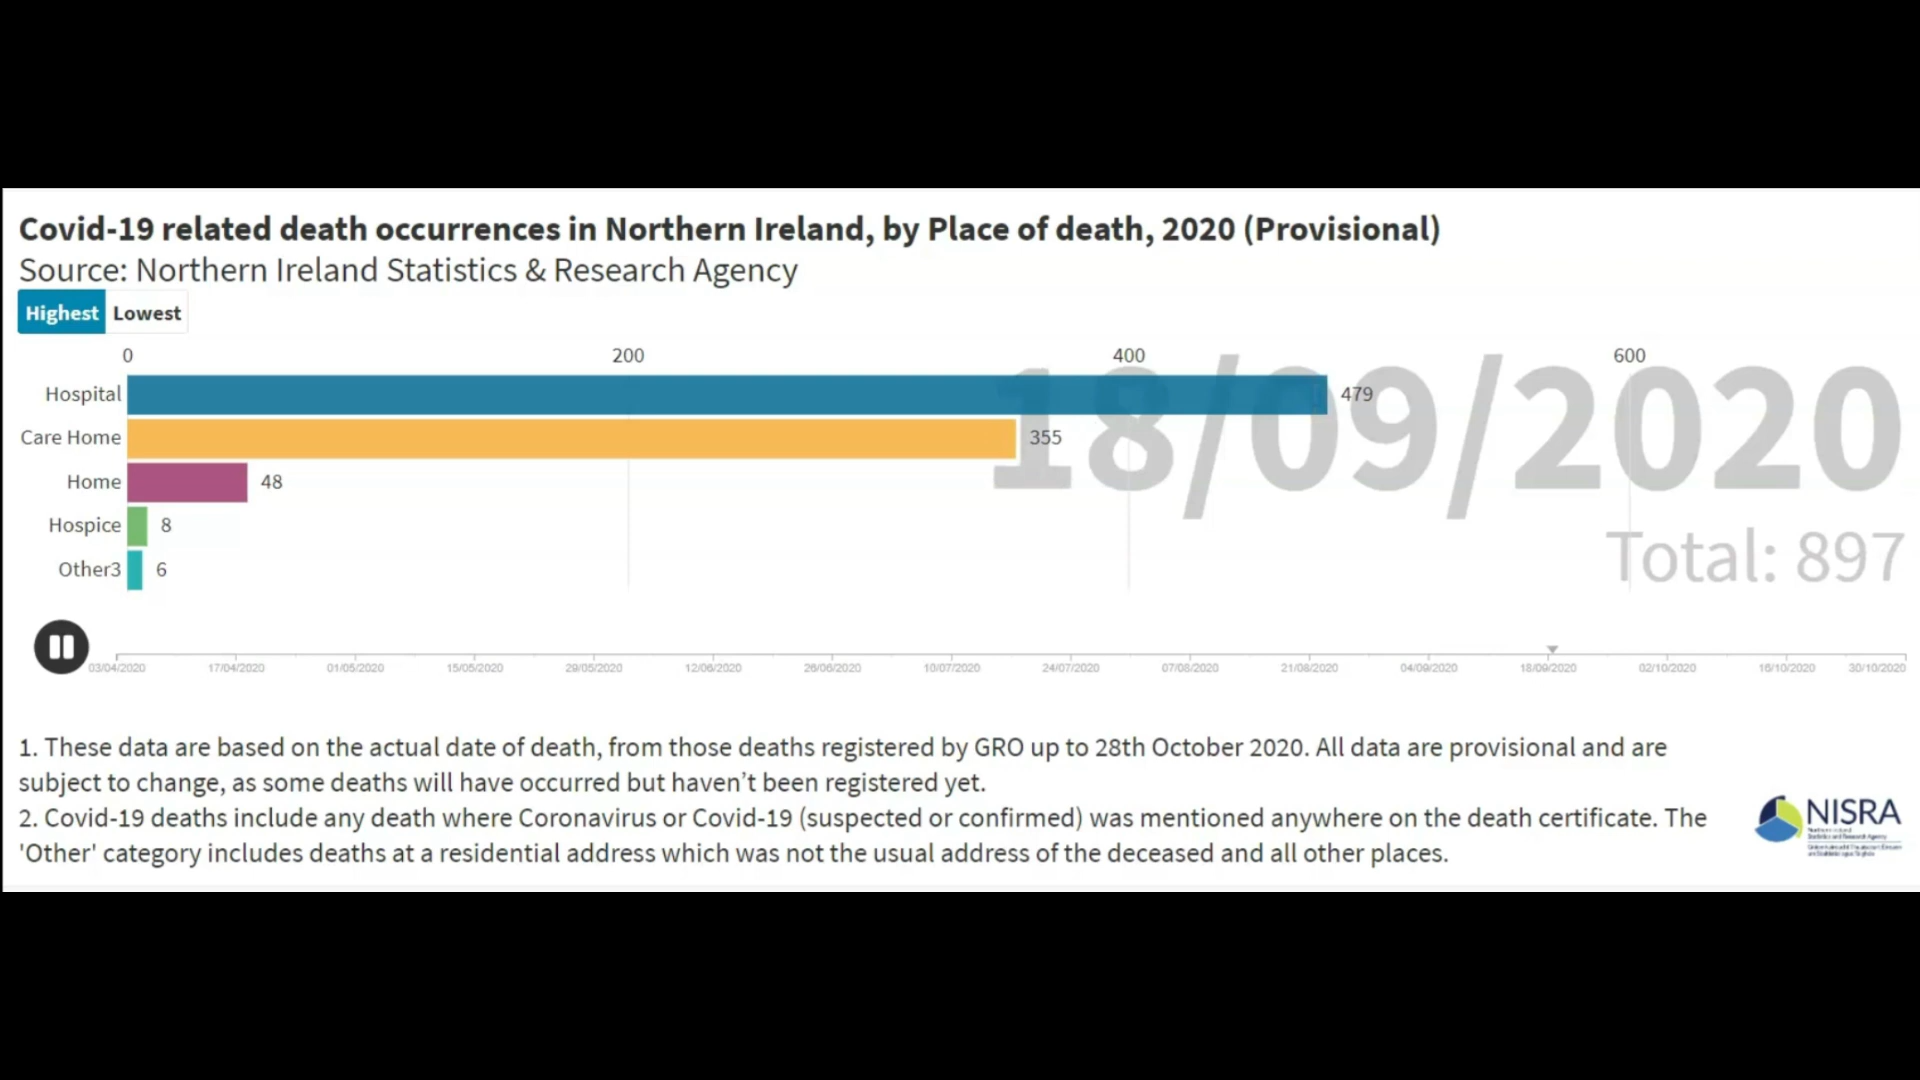 Covid-19 related death occurrences in Northern Ireland, by Place of death, 2020 (Provisional)
Source: Northern Ireland Statistics & Research Agency
Highest Lowest
0 200 400 600
Hospital 479
Care Home 355
Home 48
Hospice 8
Other3 6
18/09/2020
Total: 897
03/04/2020 17/04/2020 01/05/2020 15/05/2020 29/05/2020 12/06/2020 26/06/2020 10/07/2020 24/07/2020 07/08/2020 21/08/2020 04/09/2020 18/09/2020 02/10/2020 16/10/2020 30/10/2020
1. These data are based on the actual date of death, from those deaths registered by GRO up to 28th October 2020. All data are provisional and are
subject to change, as some deaths will have occurred but haven’t been registered yet.
2. Covid-19 deaths include any death where Coronavirus or Covid-19 (suspected or confirmed) was mentioned anywhere on the death certificate. The
'Other' category includes deaths at a residential address which was not the usual address of the deceased and all other places.
NISRA
Northern Ireland
Statistics and Research Agency